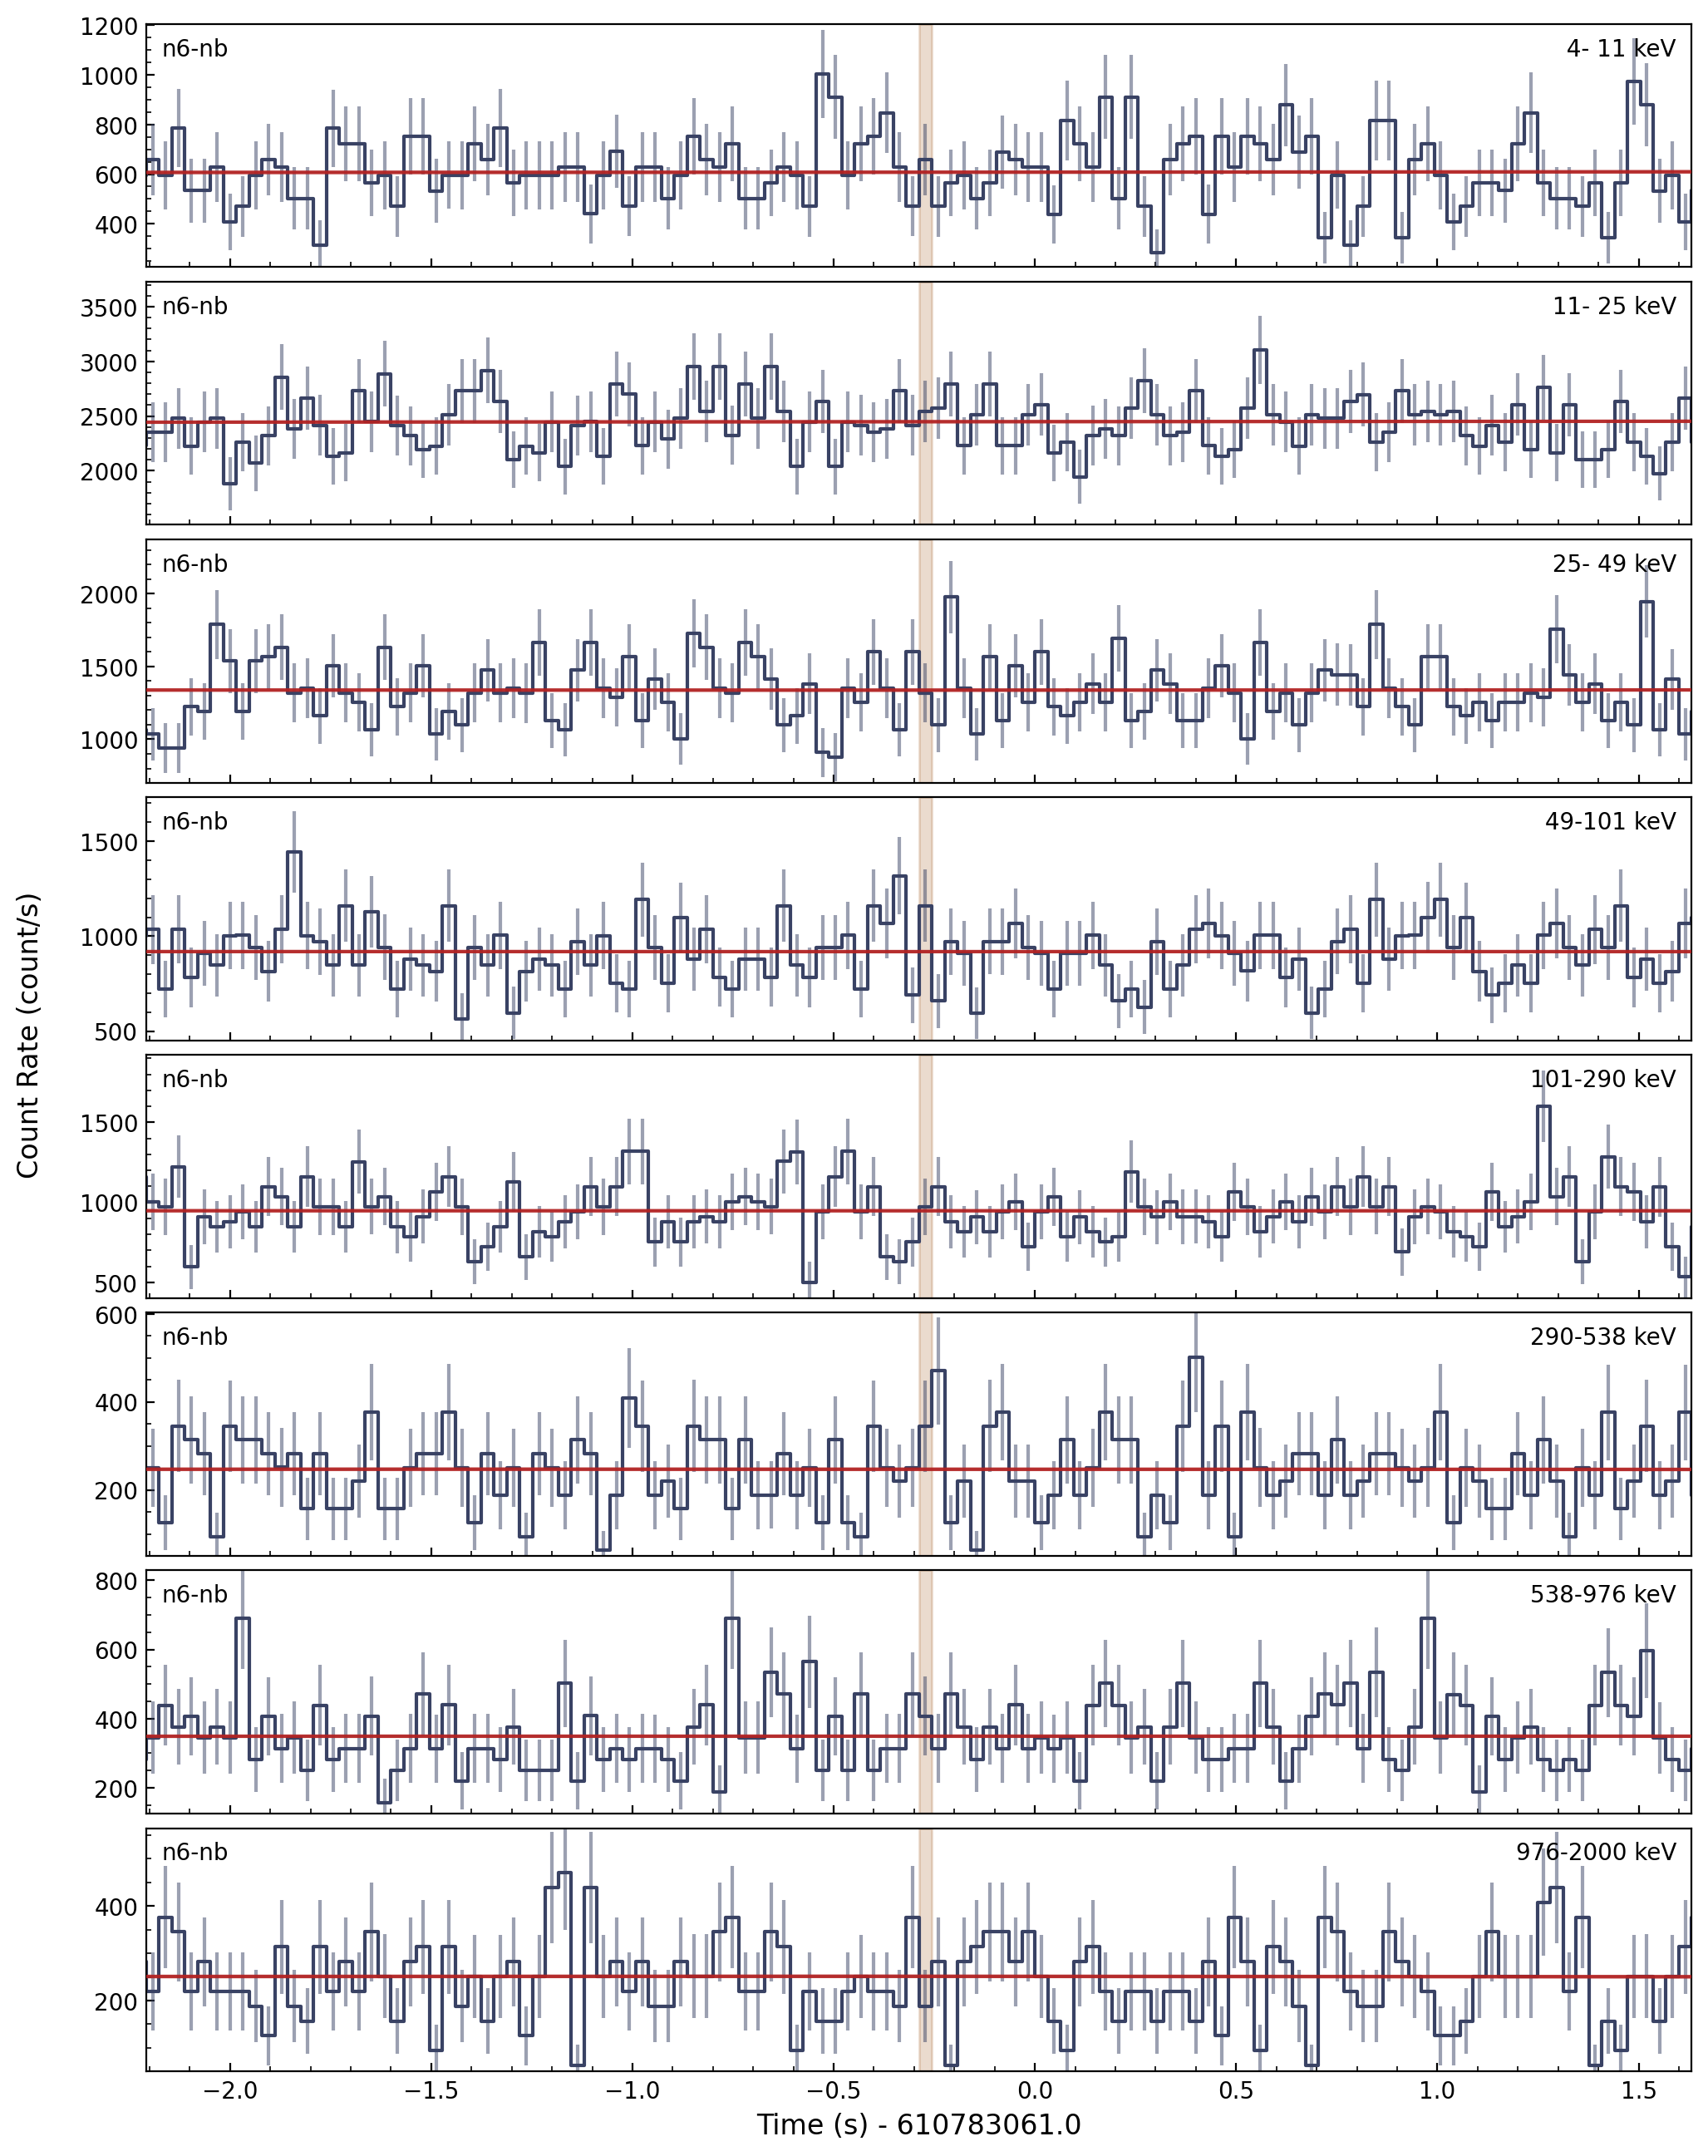 1200
n6-nb
4- 11 keV
1000
800
600
400
3500
n6-nb
11- 25 keV
3000
2500
2000
n6-nb
25- 49 keV
2000
1500
1000
n6-nb
49-101 keV
1500
1000
500
Count Rate (count/s)
n6-nb
101-290 keV
1500
1000
500
600
n6-nb
290-538 keV
400
200
800
n6-nb
538-976 keV
600
400
200
n6-nb
976-2000 keV
400
200
−2.0 −1.5 −1.0 −0.5 0.0 0.5 1.0 1.5
Time (s) - 610783061.0